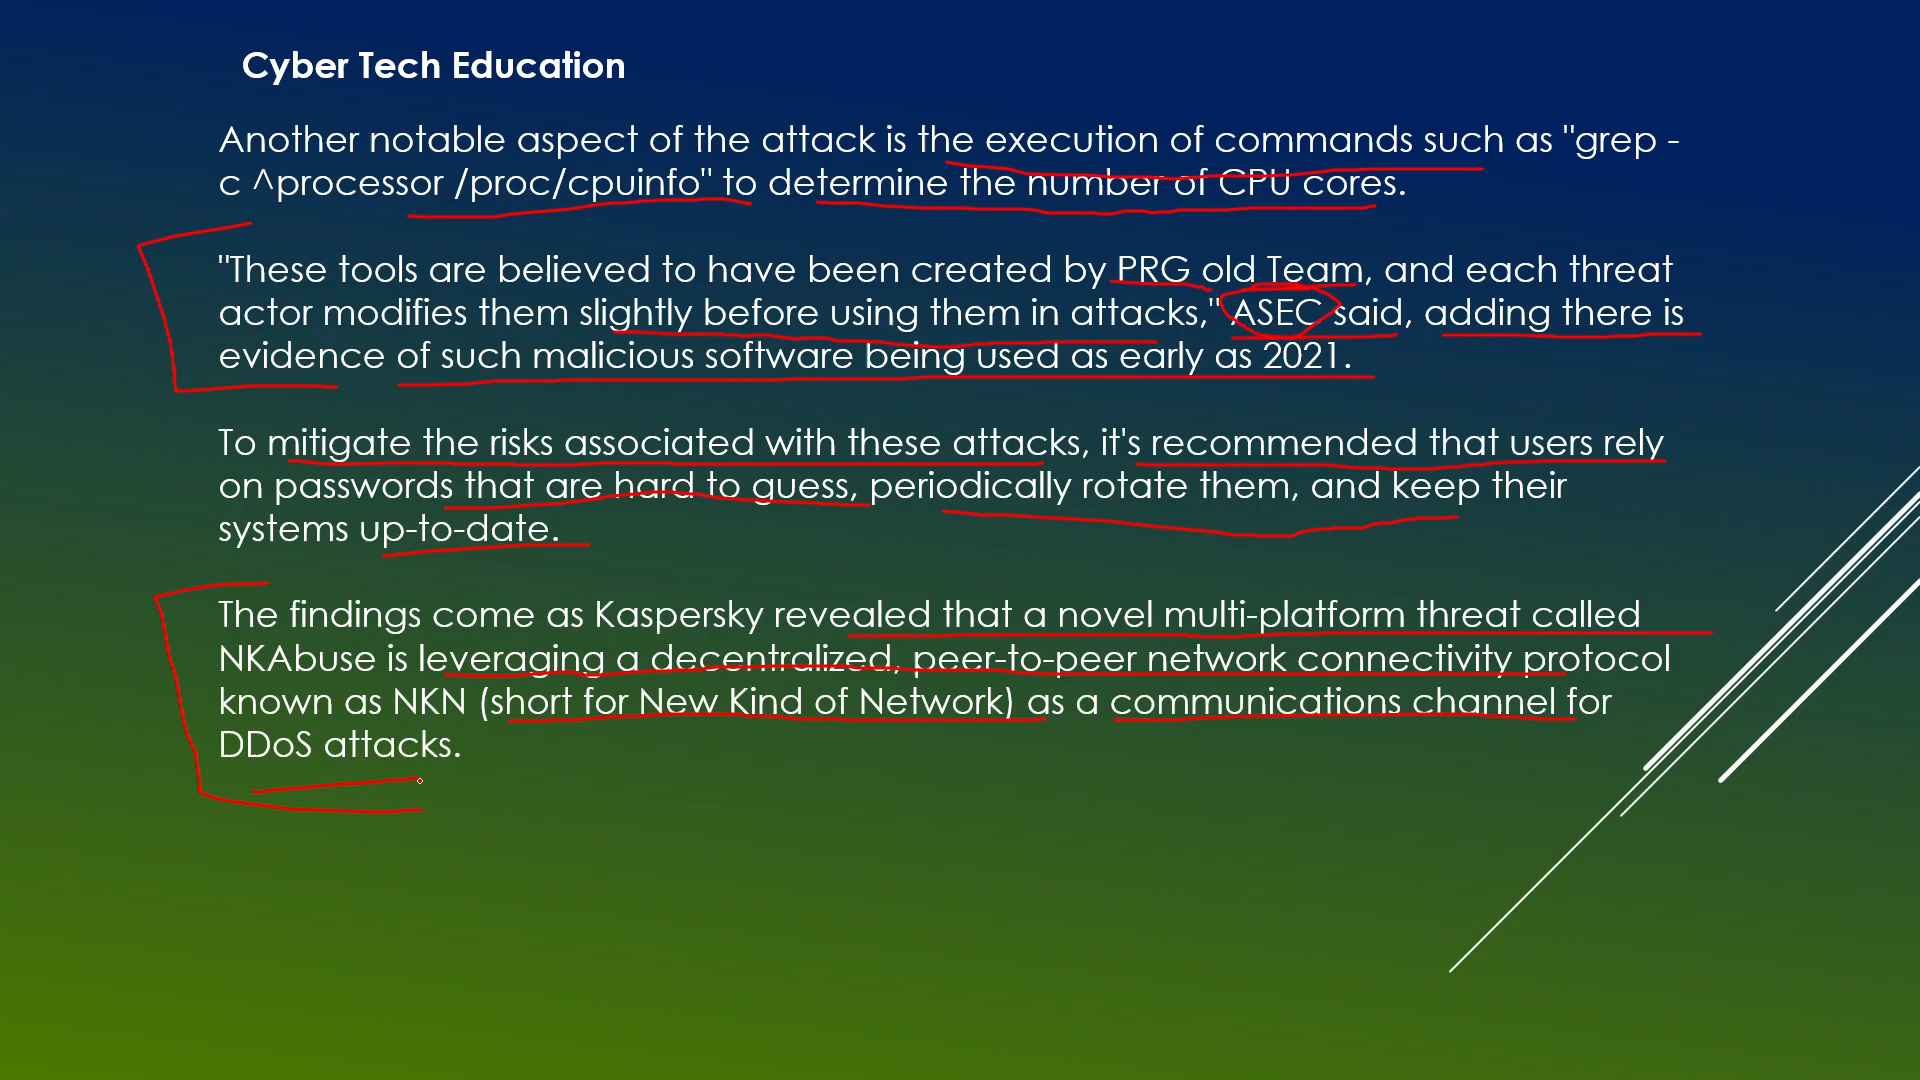 Cyber Tech Education
Another notable aspect of the attack is the execution of commands such as "grep -
c ^processor /proc/cpuinfo" to determine the number of CPU cores.
"These tools are believed to have been created by PRG old Team, and each threat
actor modifies them slightly before using them in attacks," ASEC said, adding there is
evidence of such malicious software being used as early as 2021.
To mitigate the risks associated with these attacks, it's recommended that users rely
on passwords that are hard to guess, periodically rotate them, and keep their
systems up-to-date.
The findings come as Kaspersky revealed that a novel multi-platform threat called
NKAbuse is leveraging a decentralized, peer-to-peer network connectivity protocol
known as NKN (short for New Kind of Network) as a communications channel for
DDoS attacks.